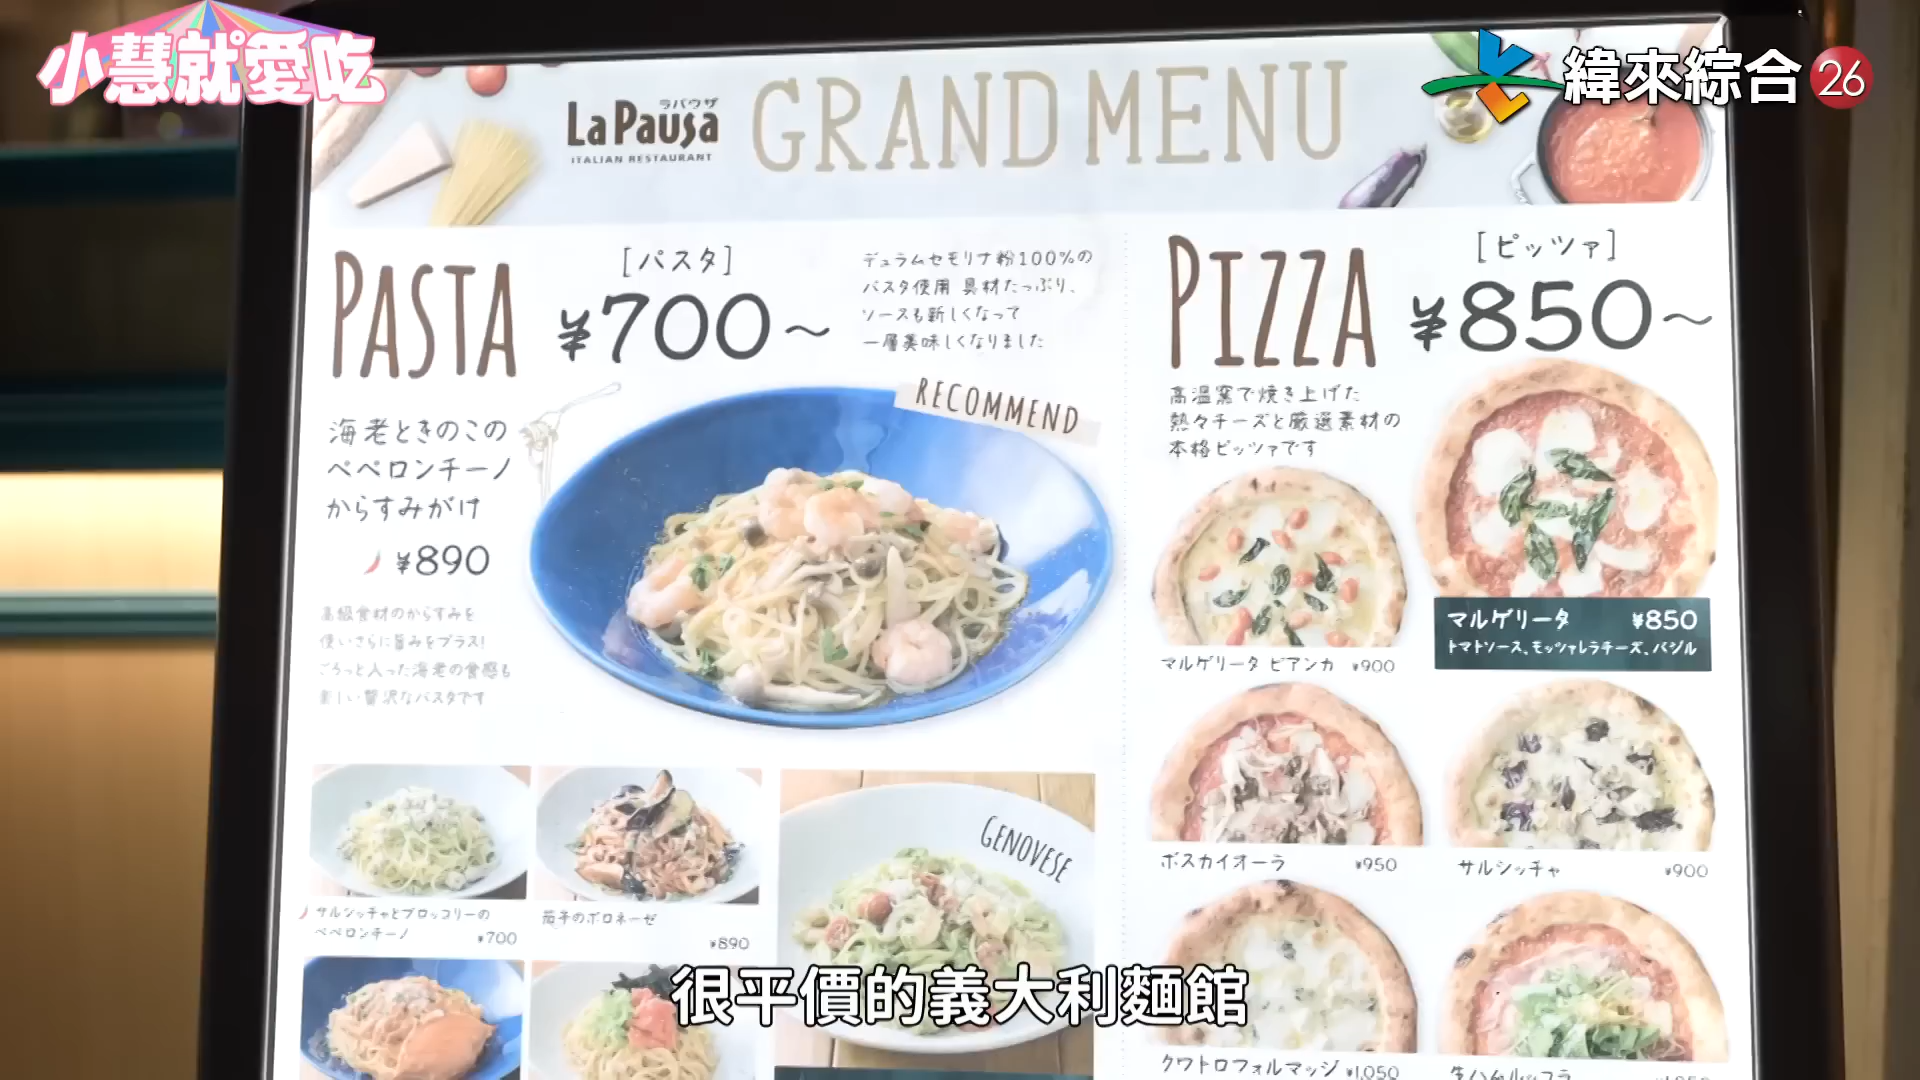 小慧就愛吃
緯來綜合 26
ラパウザ
La Pausa
ITALIAN RESTAURANT
GRAND MENU
PASTA
[パスタ]
¥700~
デュラムセモリナ粉100%の
パスタ使用 具材たっぷり、
ソースも新しくなって
一層美味しくなりました
RECOMMEND
海老ときのこの
ペペロンチーノ
からすみがけ
¥890
高級食材のからすみを
使いさらに旨みをプラス!
ごろっと入った海老の食感も
楽しい贅沢なパスタです
サルシッチャとブロッコリーの
ペペロンチーノ
¥700
茄子のボロネーゼ
¥890
GENOVESE
PIZZA
[ピッツァ]
¥850~
高温窯で焼き上げた
熱々チーズと厳選素材の
本格ピッツァです
マルゲリータ ¥850
トマトソース、モッツァレラチーズ、バジル
マルゲリータ ビアンカ ¥900
ボスカイオーラ ¥950
サルシッチャ ¥900
クワトロフォルマッジ ¥1,050
很平價的義大利麵館